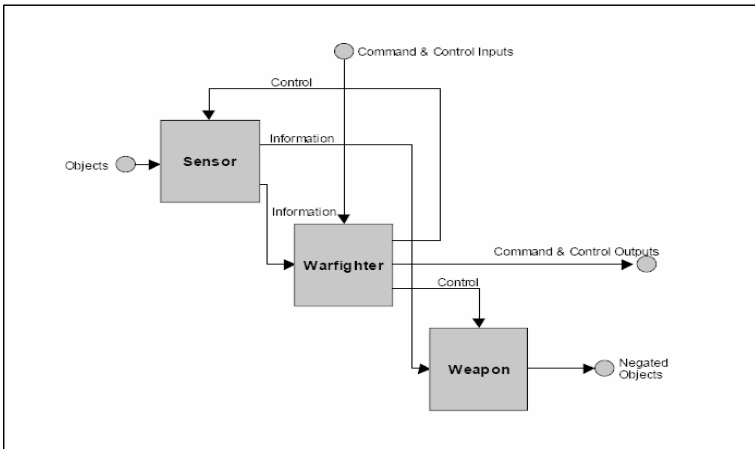 Command & Control Inputs
Control
Information
Objects
Sensor
Information
Warfighter
Command & Control Outputs
Control
Weapon
Negated
Objects